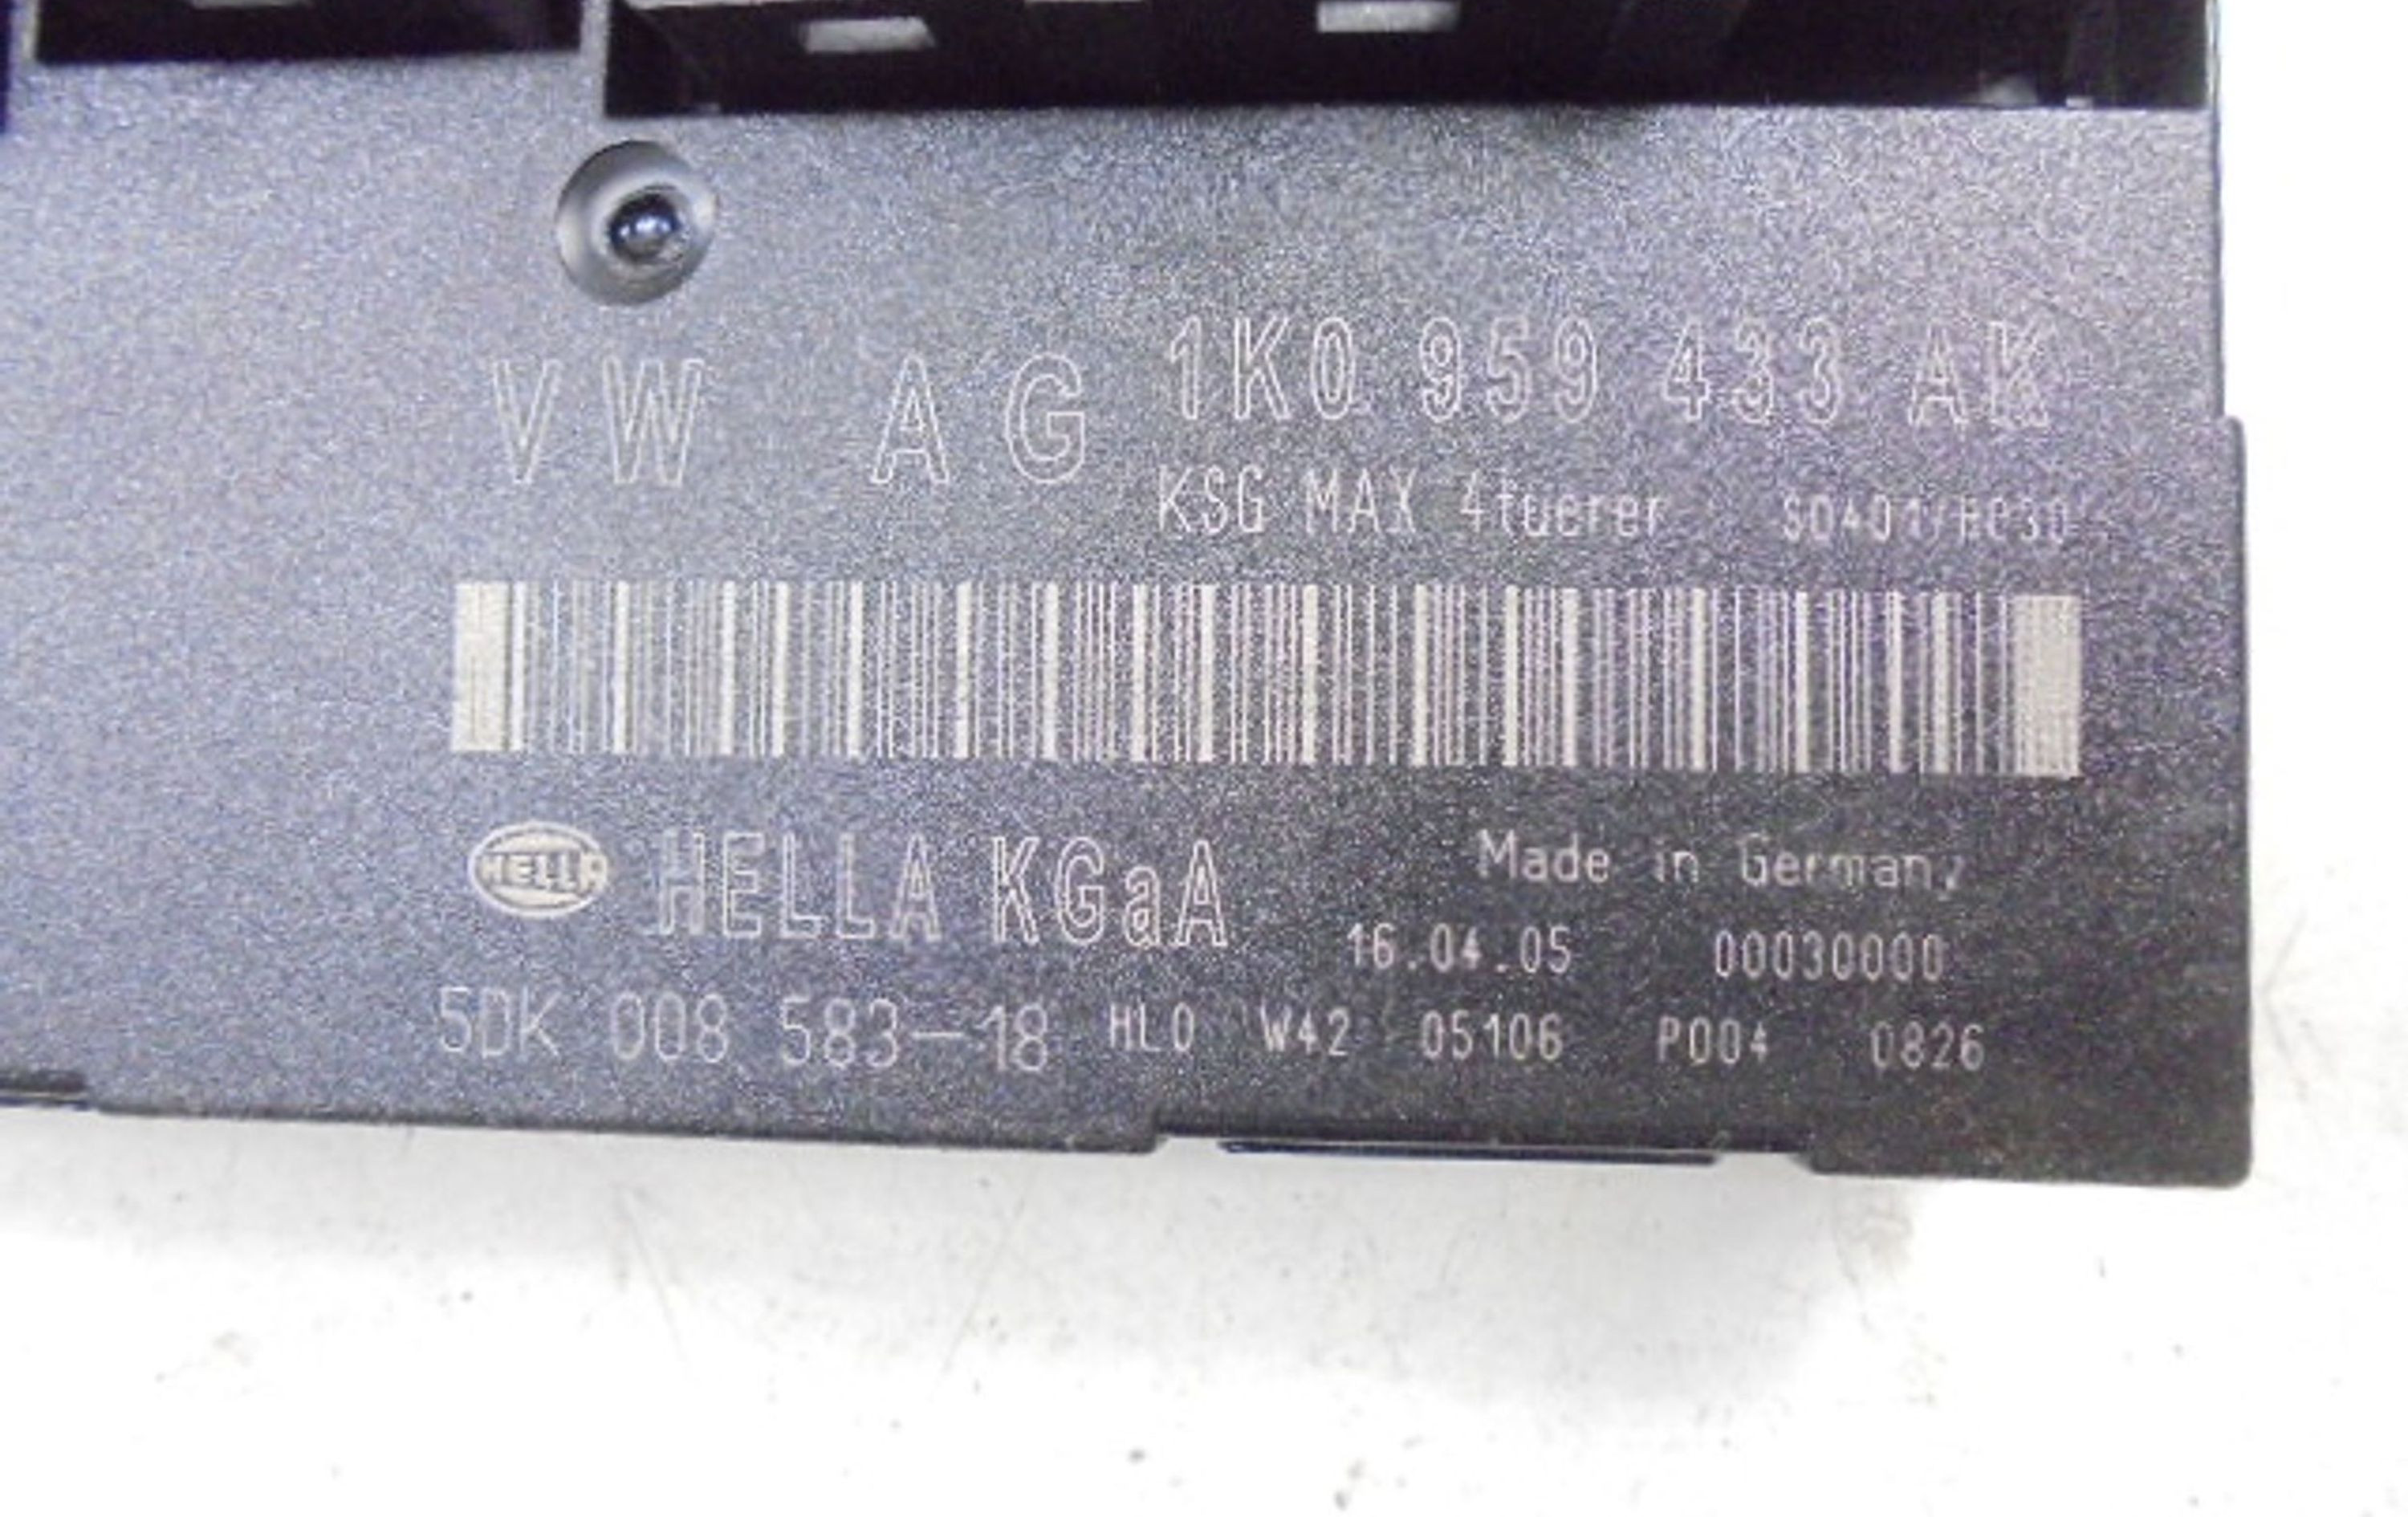 VW AG 1K0 959 433 AK
KSG MAX 4tuerer S0401/H030
HELLA HELLA KGaA Made in Germany
16.04.05 00030000
5DK 008 583-18 HL0 W42 05106 P004 0826